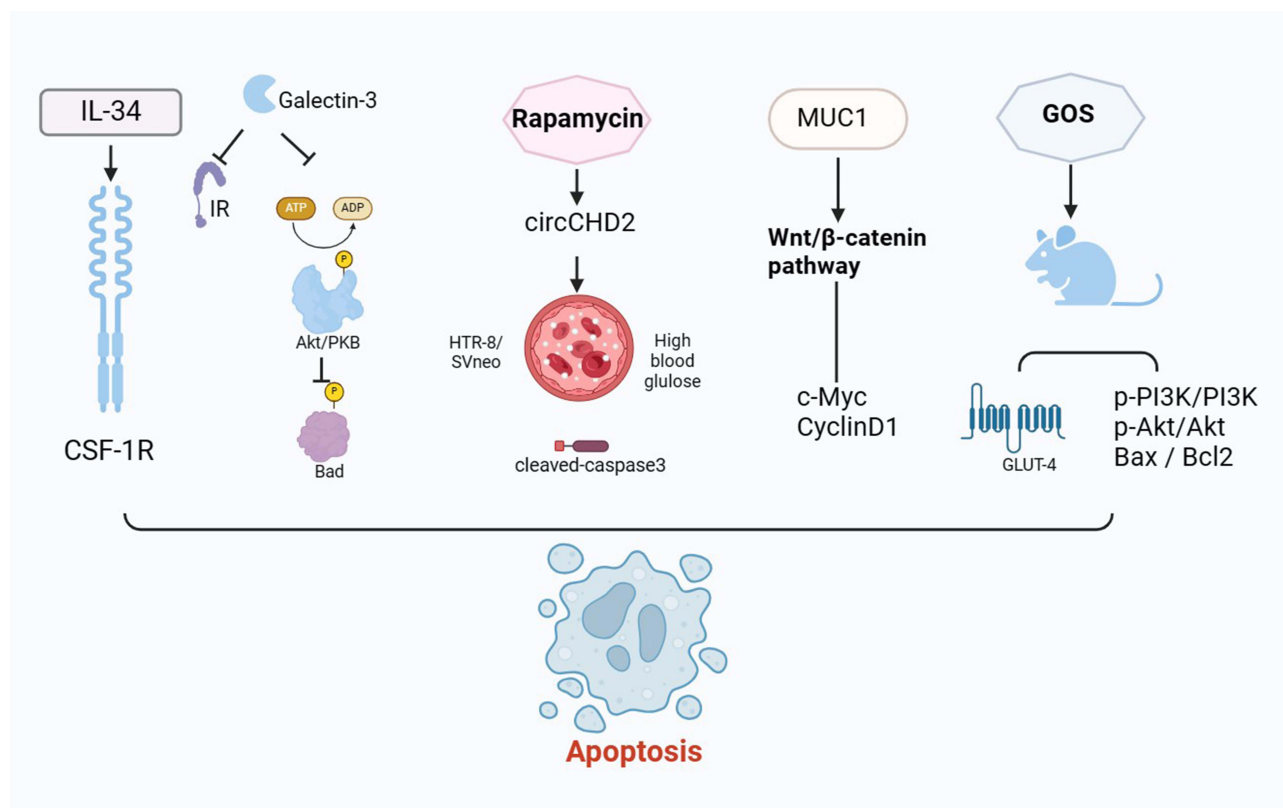 IL-34
CSF-1R
Galectin-3
IR
ATP
ADP
P
Akt/PKB
P
Bad
Rapamycin
circCHD2
HTR-8/
SVneo
High
blood
glulose
cleaved-caspase3
MUC1
Wnt/β-catenin
pathway
c-Myc
CyclinD1
GOS
GLUT-4
p-PI3K/PI3K
p-Akt/Akt
Bax / Bcl2
Apoptosis